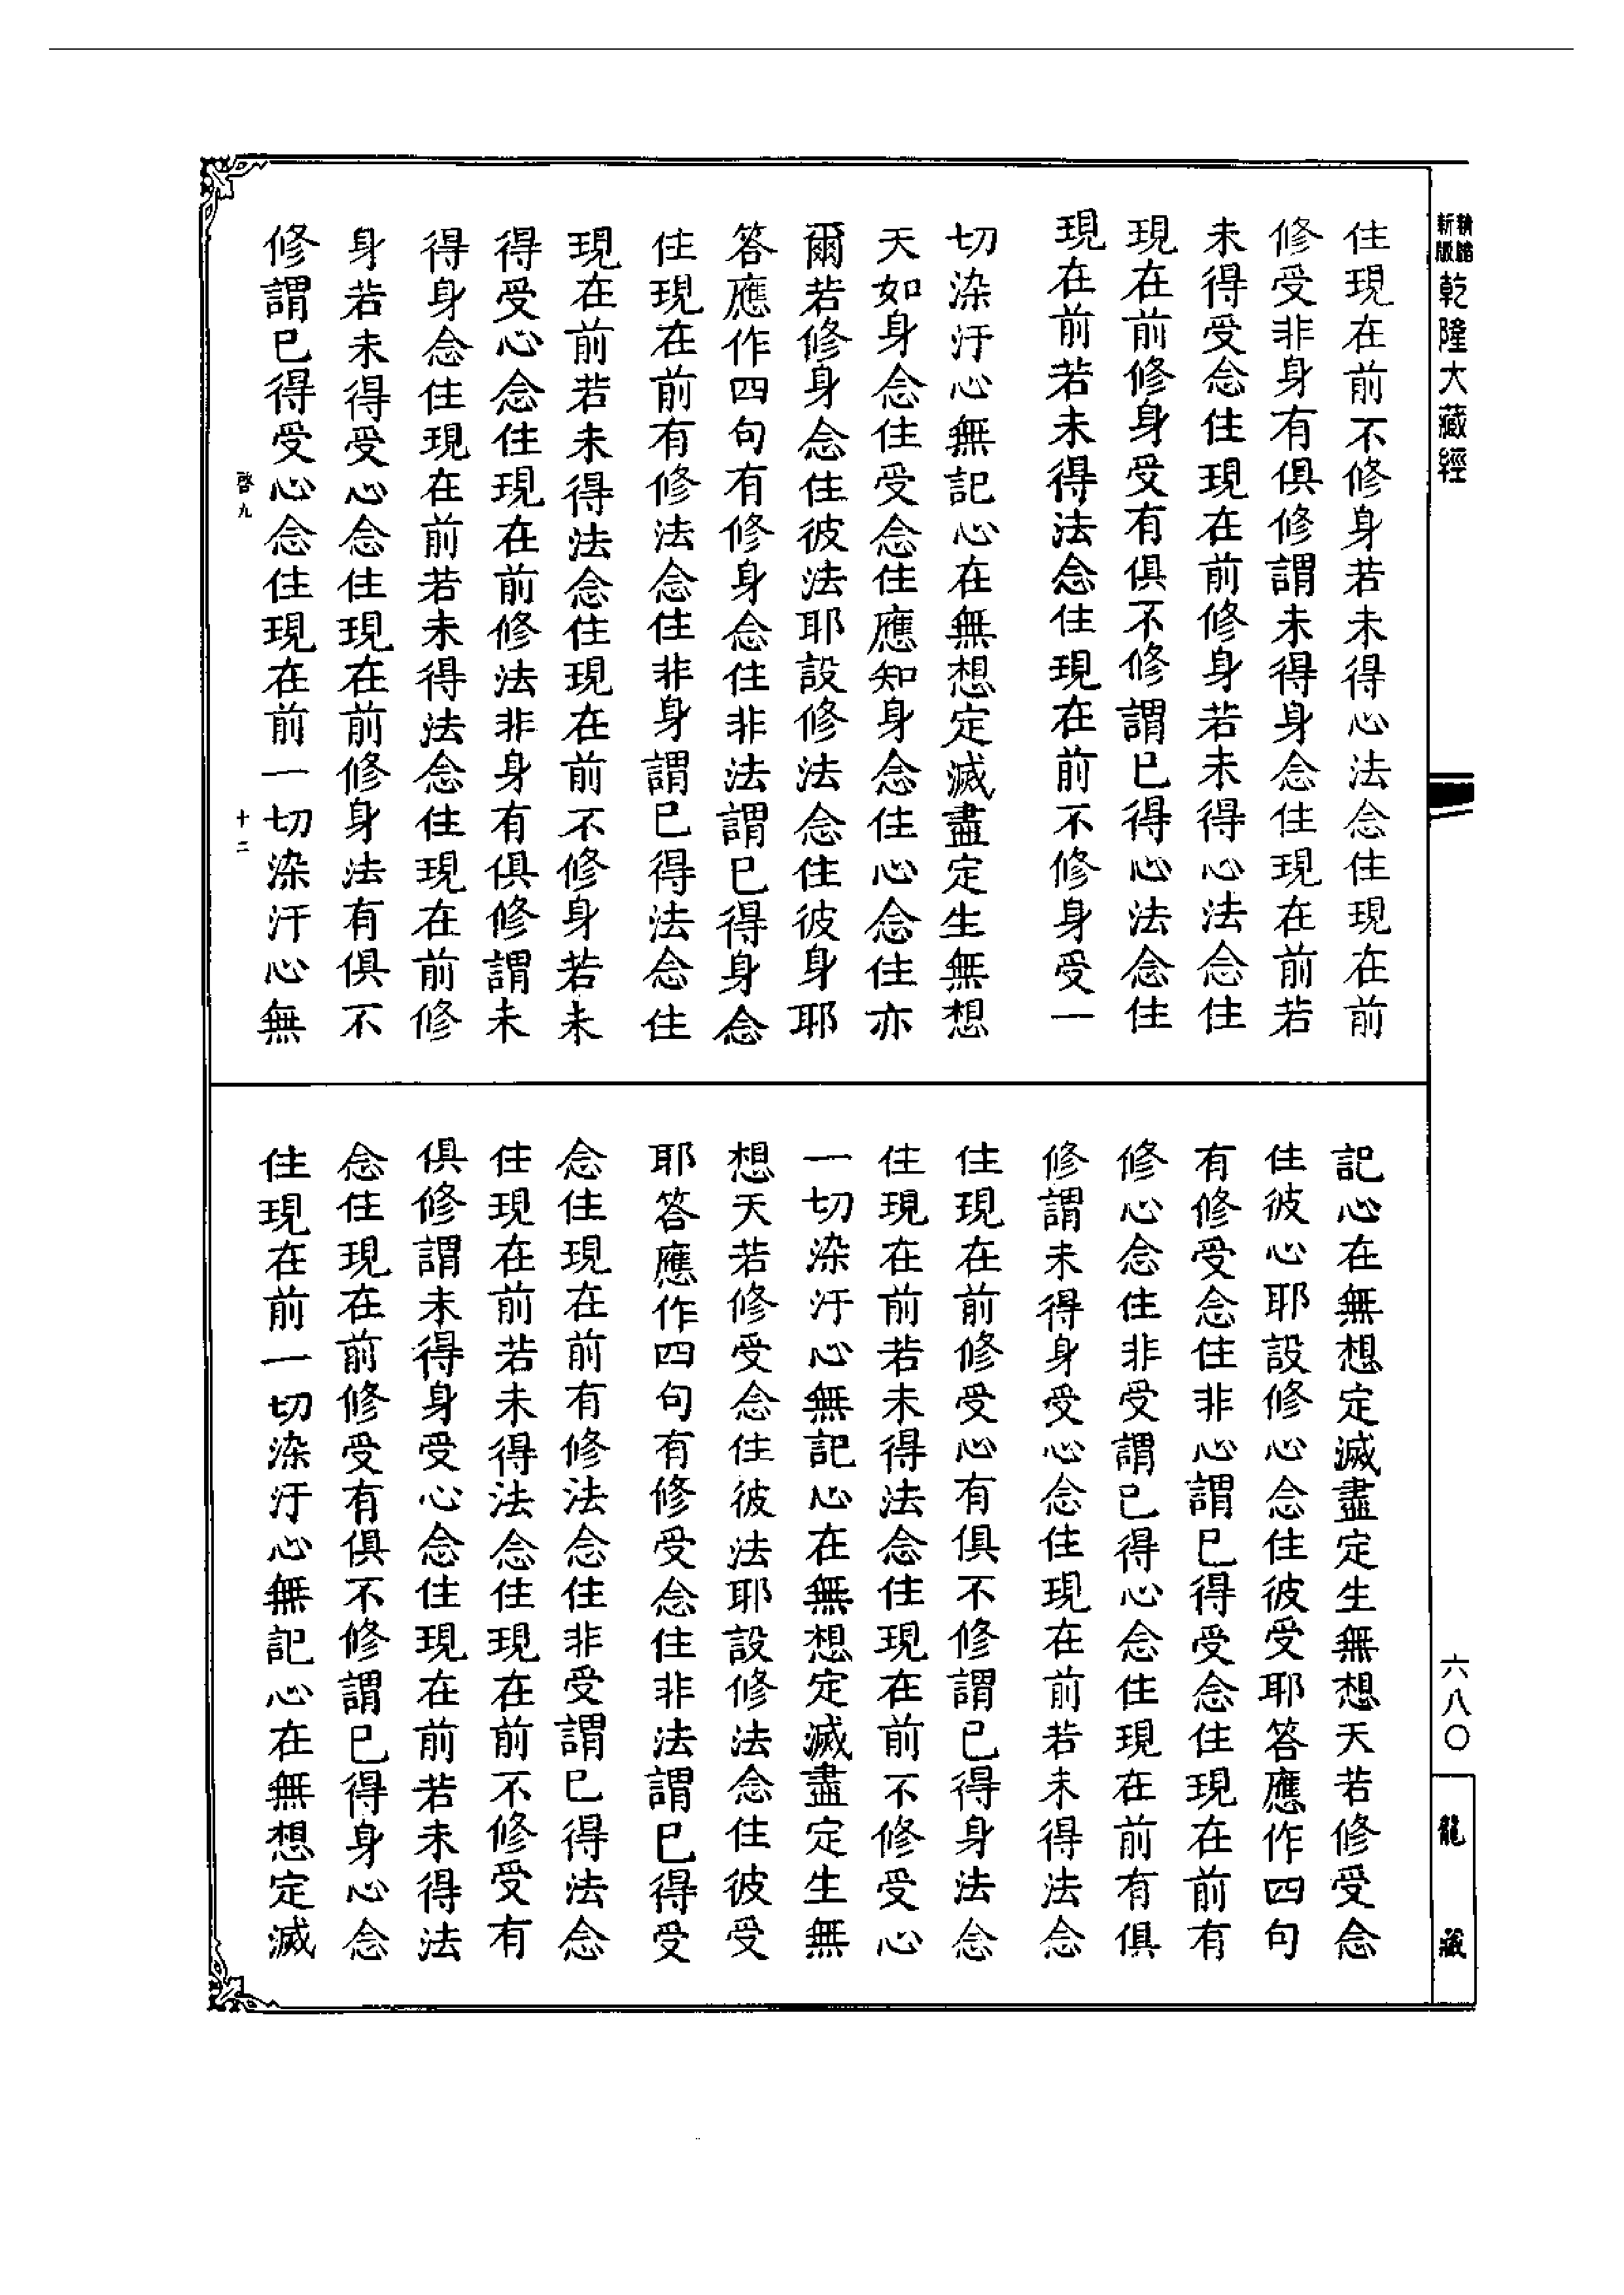 新版
精縮
乾隆大藏經
六八〇
龍藏
住現在前不修身若未得心法念住現在前
修受非身有俱修謂未得身念住現在前若
未得受念住現在前修身若未得心法念住
現在前修身受有俱不修謂已得心法念住
現在前若未得法念住現在前不修身受一
切染汙心無記心在無想定滅盡定生無想
天如身念住受念住應知身念住心念住亦
爾若修身念住彼法耶設修法念住彼身耶
答應作四句有修身念住非法謂已得身念
住現在前有修法念住非身謂已得法念住
現在前若未得法念住現在前不修身若未
得受心念住現在前修法非身有俱修謂未
得身念住現在前若未得法念住現在前修
身若未得受心念住現在前修身法有俱不
修謂已得受心念住現在前一切染汙心無
啓九
十二
記心在無想定滅盡定生無想天若修受念
住彼心耶設修心念住彼受耶答應作四句
有修受念住非心謂已得受念住現在前有
修心念住非受謂已得心念住現在前有俱
修謂未得身受心念住現在前若未得法念
住現在前修受心有俱不修謂已得身法念
住現在前若未得法念住現在前不修受心
一切染汙心無記心在無想定滅盡定生無
想天若修受念住彼法耶設修法念住彼受
耶答應作四句有修受念住非法謂已得受
念住現在前有修法念住非受謂已得法念
住現在前若未得法念住現在前不修受有
俱修謂未得身受心念住現在前若未得法
念住現在前修受有俱不修謂已得身心念
住現在前一切染汙心無記心在無想定滅